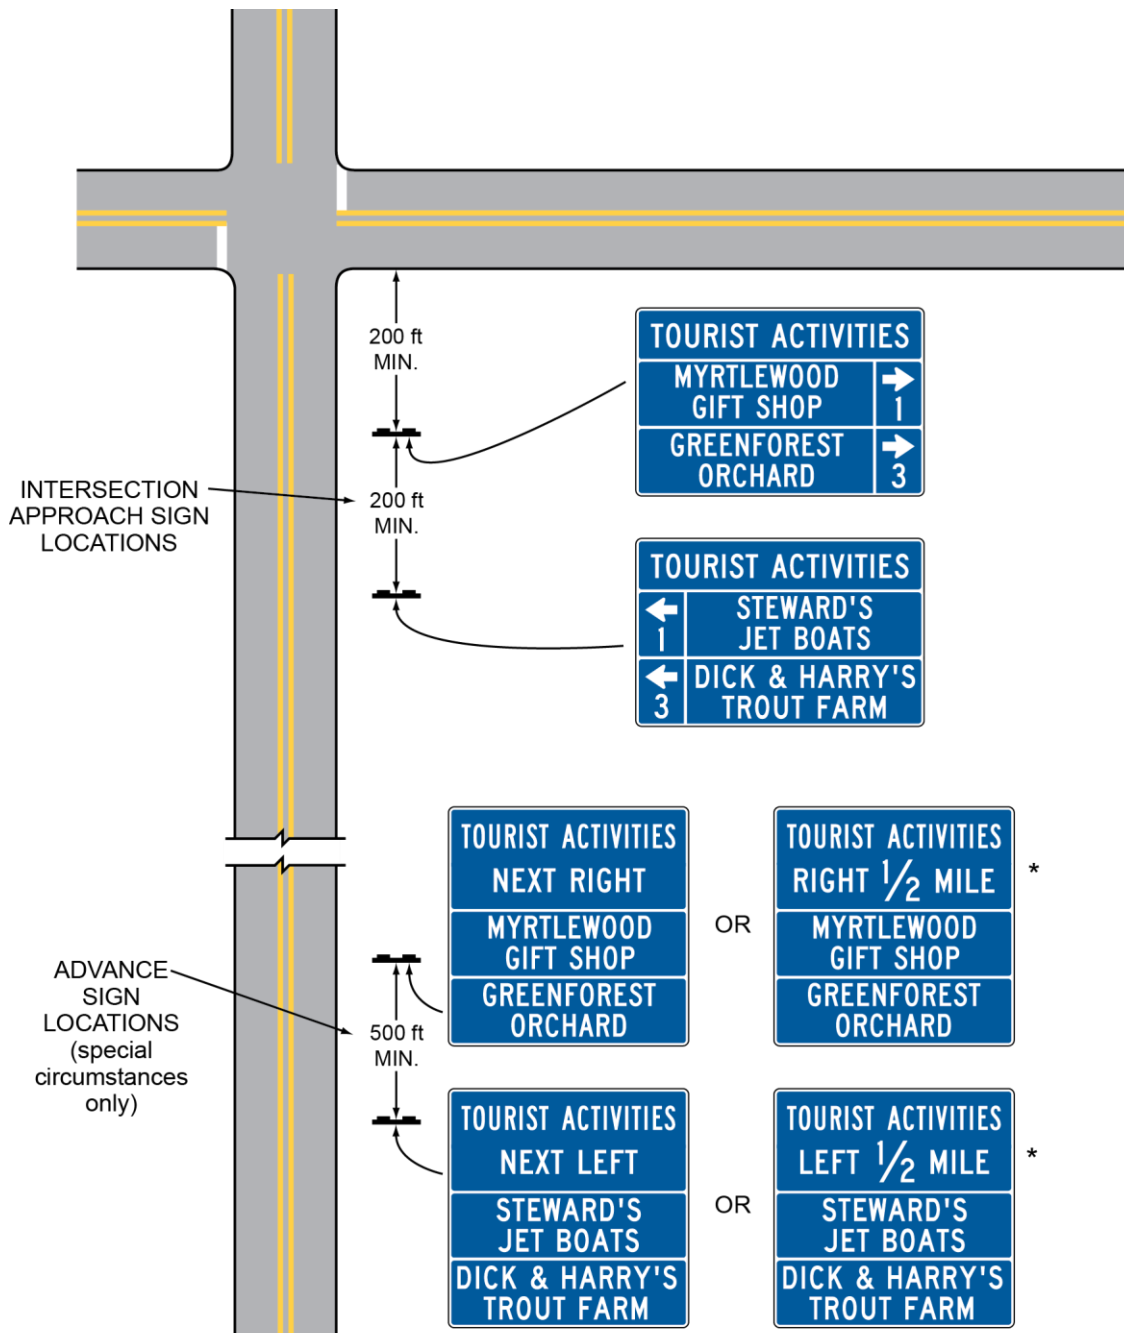 200 ft
MIN.
TOURIST ACTIVITIES
MYRTLEWOOD
GIFT SHOP
1
GREENFOREST
ORCHARD
3
INTERSECTION
APPROACH SIGN
LOCATIONS
200 ft
MIN.
TOURIST ACTIVITIES
1
STEWARD'S
JET BOATS
3
DICK & HARRY'S
TROUT FARM
TOURIST ACTIVITIES
NEXT RIGHT
MYRTLEWOOD
GIFT SHOP
GREENFOREST
ORCHARD
OR
TOURIST ACTIVITIES
RIGHT 1/2 MILE
*
MYRTLEWOOD
GIFT SHOP
GREENFOREST
ORCHARD
ADVANCE
SIGN
LOCATIONS
(special
circumstances
only)
500 ft
MIN.
TOURIST ACTIVITIES
NEXT LEFT
STEWARD'S
JET BOATS
DICK & HARRY'S
TROUT FARM
OR
TOURIST ACTIVITIES
LEFT 1/2 MILE
*
STEWARD'S
JET BOATS
DICK & HARRY'S
TROUT FARM